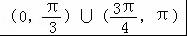 (0, π/3) ∪ (3π/4, π)